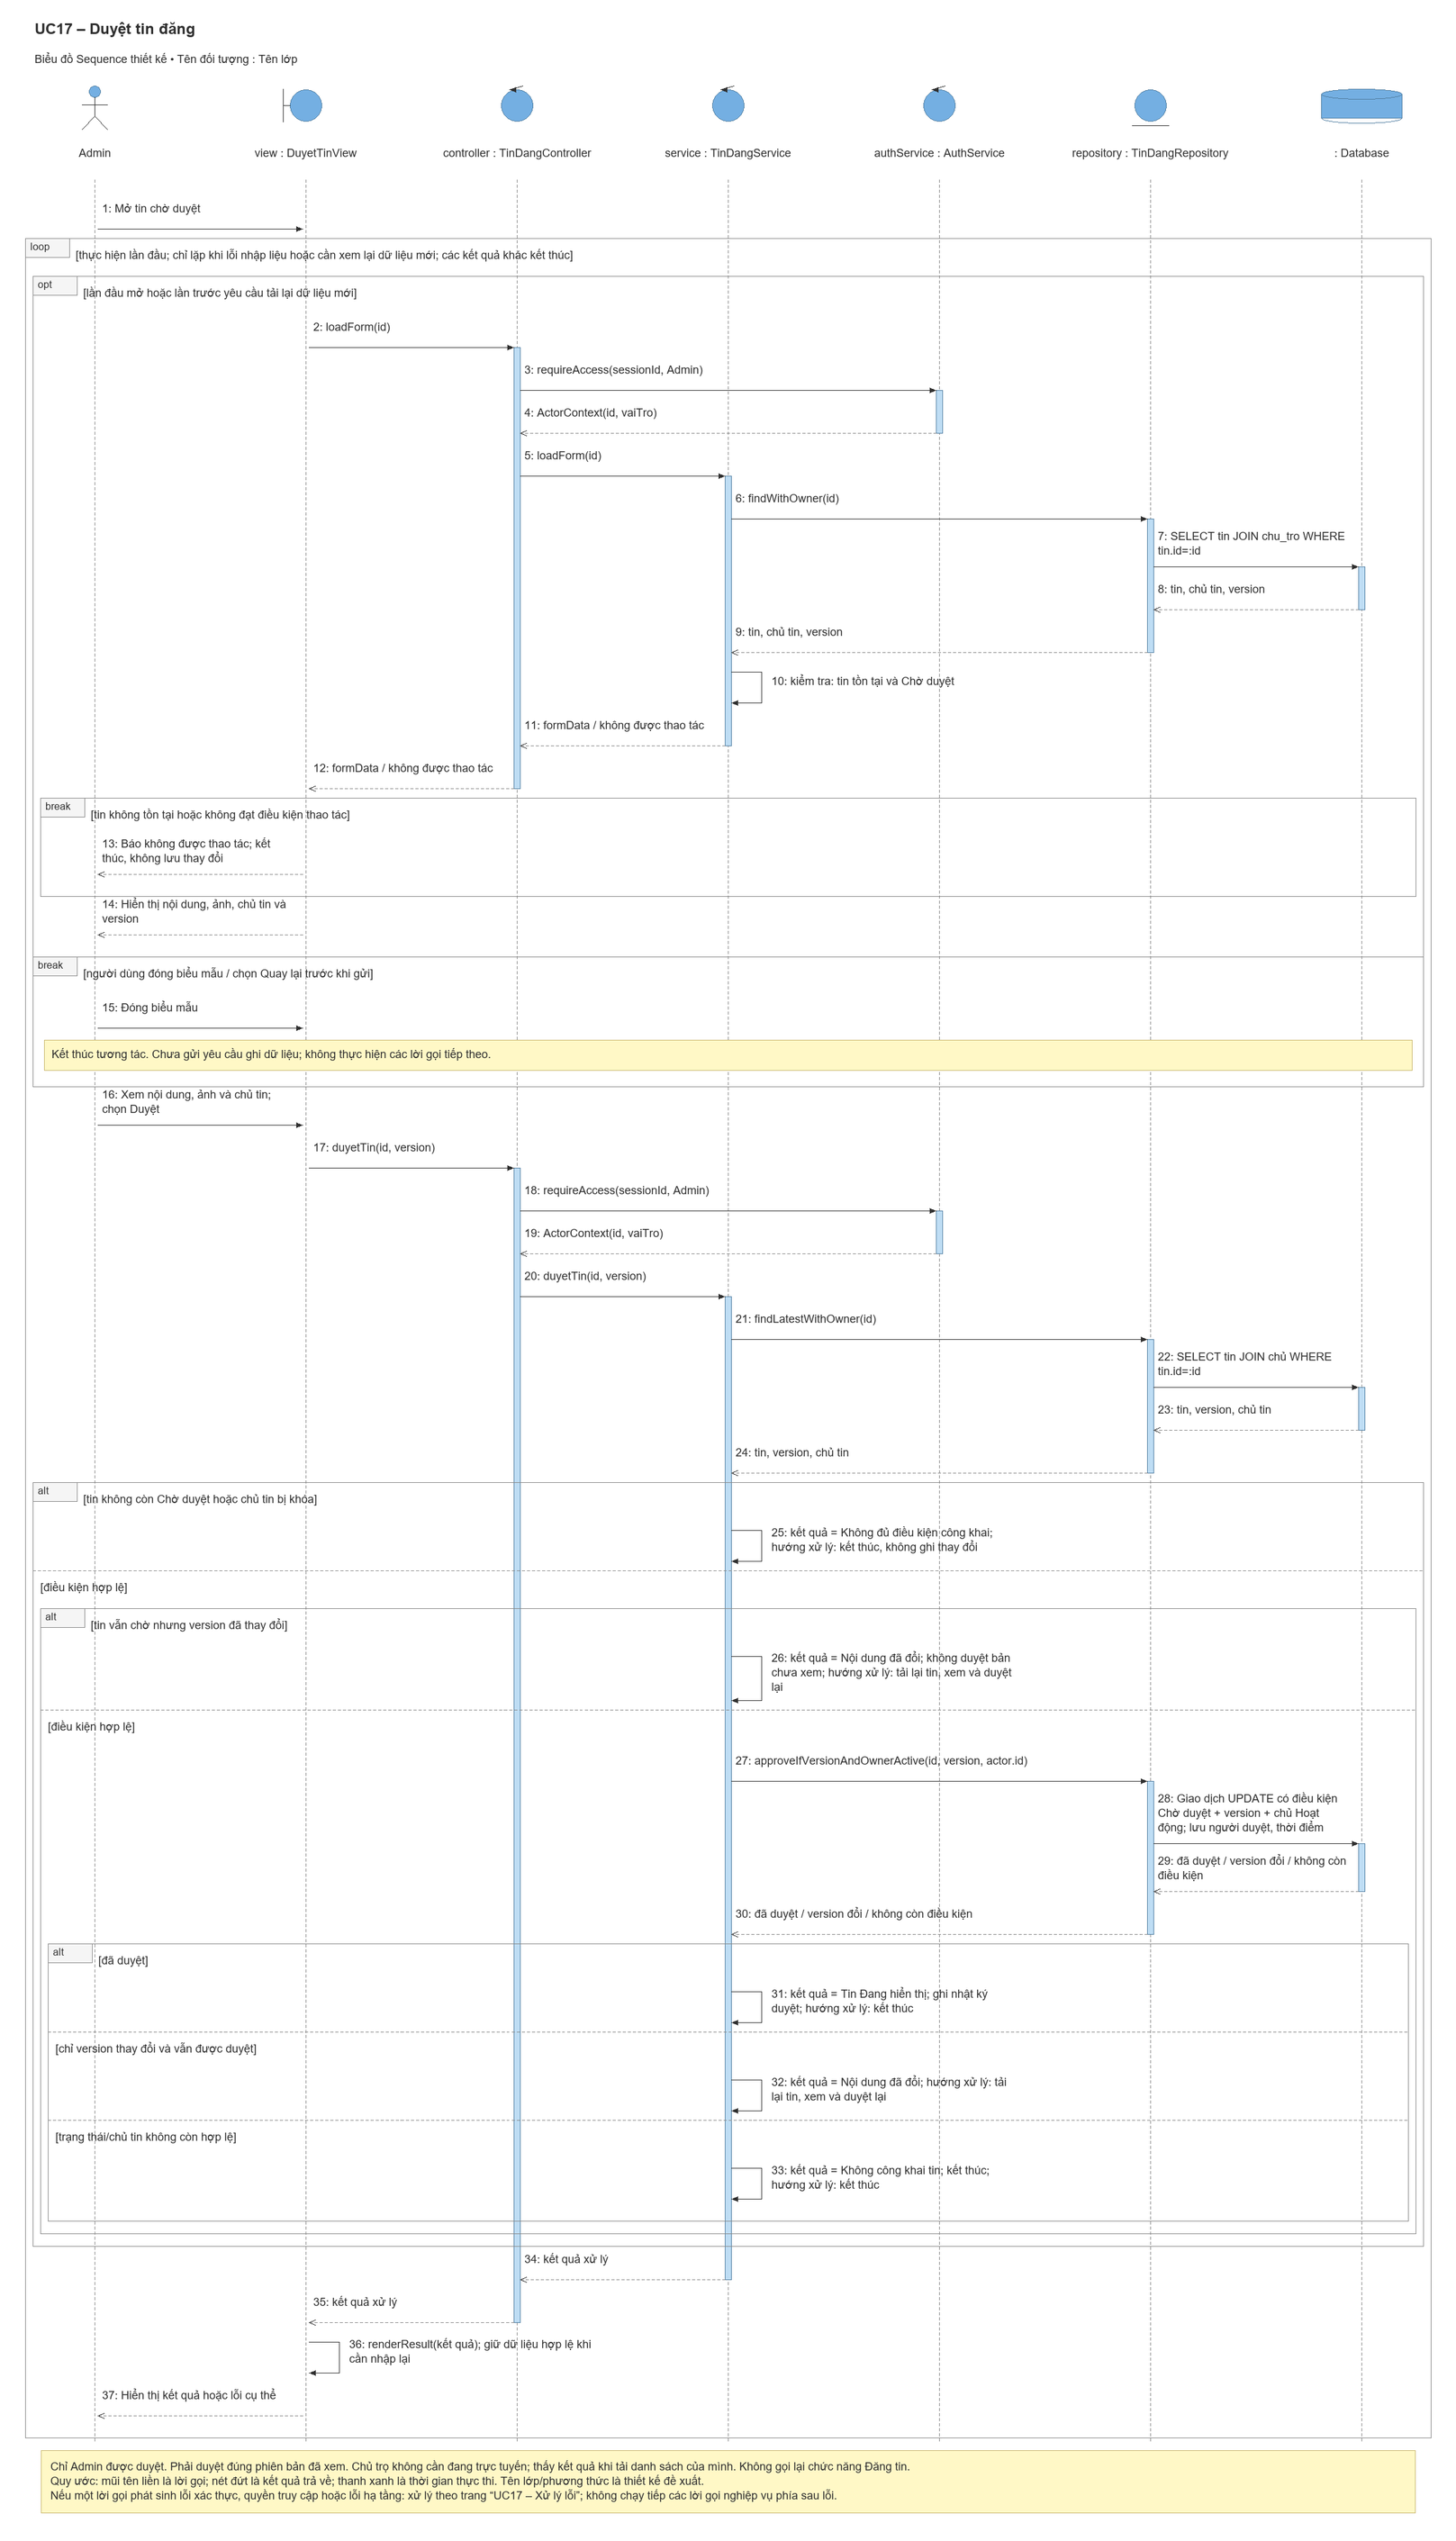 UC17 – Duyệt tin đăng
Biểu đồ Sequence thiết kế • Tên đối tượng : Tên lớp
Admin
view : DuyetTinView
controller : TinDangController
service : TinDangService
authService : AuthService
repository : TinDangRepository
: Database
1: Mở tin chờ duyệt
loop
[thực hiện lần đầu; chỉ lặp khi lỗi nhập liệu hoặc cần xem lại dữ liệu mới; các kết quả khác kết thúc]
opt
[lần đầu mở hoặc lần trước yêu cầu tải lại dữ liệu mới]
2: loadForm(id)
3: requireAccess(sessionId, Admin)
4: ActorContext(id, vaiTro)
5: loadForm(id)
6: findWithOwner(id)
7: SELECT tin JOIN chu_tro WHERE
tin.id=:id
8: tin, chủ tin, version
9: tin, chủ tin, version
10: kiểm tra: tin tồn tại và Chờ duyệt
11: formData / không được thao tác
12: formData / không được thao tác
break
[tin không tồn tại hoặc không đạt điều kiện thao tác]
13: Báo không được thao tác; kết
thúc, không lưu thay đổi
14: Hiển thị nội dung, ảnh, chủ tin và
version
break
[người dùng đóng biểu mẫu / chọn Quay lại trước khi gửi]
15: Đóng biểu mẫu
Kết thúc tương tác. Chưa gửi yêu cầu ghi dữ liệu; không thực hiện các lời gọi tiếp theo.
16: Xem nội dung, ảnh và chủ tin;
chọn Duyệt
17: duyetTin(id, version)
18: requireAccess(sessionId, Admin)
19: ActorContext(id, vaiTro)
20: duyetTin(id, version)
21: findLatestWithOwner(id)
22: SELECT tin JOIN chủ WHERE
tin.id=:id
23: tin, version, chủ tin
24: tin, version, chủ tin
alt
[tin không còn Chờ duyệt hoặc chủ tin bị khóa]
25: kết quả = Không đủ điều kiện công khai;
hướng xử lý: kết thúc, không ghi thay đổi
[điều kiện hợp lệ]
alt
[tin vẫn chờ nhưng version đã thay đổi]
26: kết quả = Nội dung đã đổi; không duyệt bản
chưa xem; hướng xử lý: tải lại tin, xem và duyệt
lại
[điều kiện hợp lệ]
27: approveIfVersionAndOwnerActive(id, version, actor.id)
28: Giao dịch UPDATE có điều kiện
Chờ duyệt + version + chủ Hoạt
động; lưu người duyệt, thời điểm
29: đã duyệt / version đổi / không còn
điều kiện
30: đã duyệt / version đổi / không còn điều kiện
alt
[đã duyệt]
31: kết quả = Tin Đang hiển thị; ghi nhật ký
duyệt; hướng xử lý: kết thúc
[chỉ version thay đổi và vẫn được duyệt]
32: kết quả = Nội dung đã đổi; hướng xử lý: tải
lại tin, xem và duyệt lại
[trạng thái/chủ tin không còn hợp lệ]
33: kết quả = Không công khai tin; kết thúc;
hướng xử lý: kết thúc
34: kết quả xử lý
35: kết quả xử lý
36: renderResult(kết quả); giữ dữ liệu hợp lệ khi
cần nhập lại
37: Hiển thị kết quả hoặc lỗi cụ thể
Chỉ Admin được duyệt. Phải duyệt đúng phiên bản đã xem. Chủ trọ không cần đang trực tuyến; thấy kết quả khi tải danh sách của mình. Không gọi lại chức năng Đăng tin.
Quy ước: mũi tên liền là lời gọi; nét đứt là kết quả trả về; thanh xanh là thời gian thực thi. Tên lớp/phương thức là thiết kế đề xuất.
Nếu một lời gọi phát sinh lỗi xác thực, quyền truy cập hoặc lỗi hạ tầng: xử lý theo trang “UC17 – Xử lý lỗi”; không chạy tiếp các lời gọi nghiệp vụ phía sau lỗi.